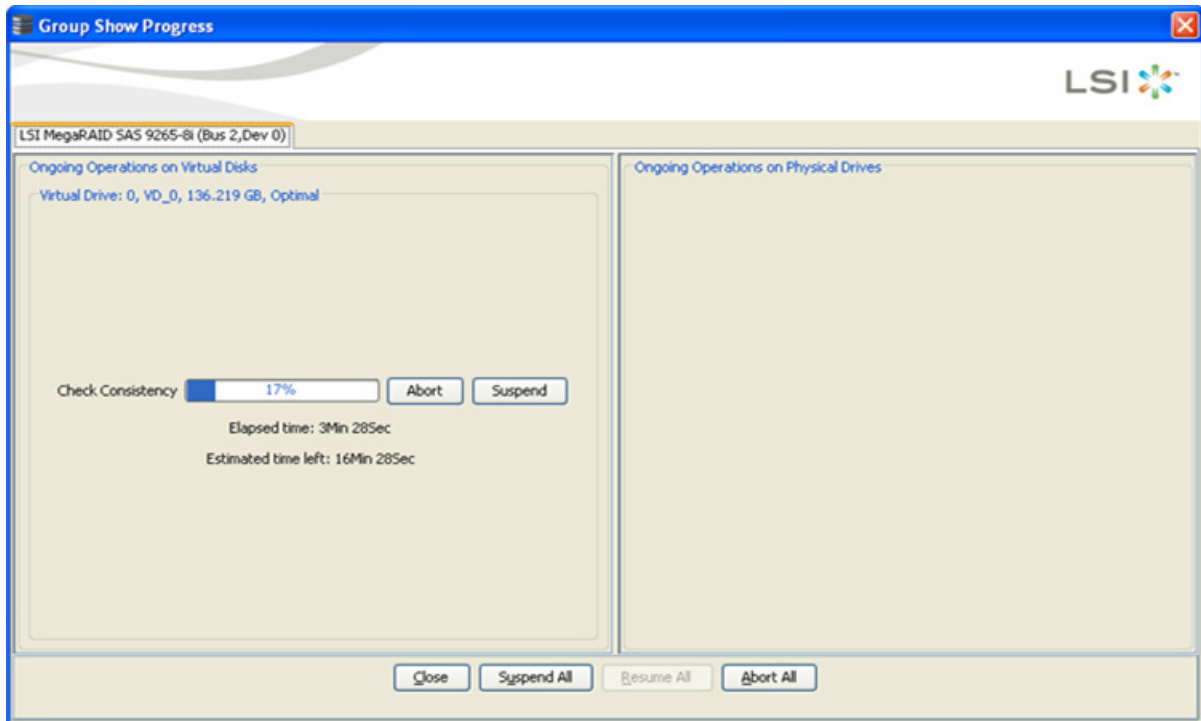 Group Show Progress
LSI
LSI MegaRAID SAS 9265-8i (Bus 2,Dev 0)
Ongoing Operations on Virtual Disks
Virtual Drive: 0, VD_0, 136.219 GB, Optimal
Check Consistency 17% Abort Suspend
Elapsed time: 3Min 28Sec
Estimated time left: 16Min 28Sec
Ongoing Operations on Physical Drives
Close Suspend All Resume All Abort All